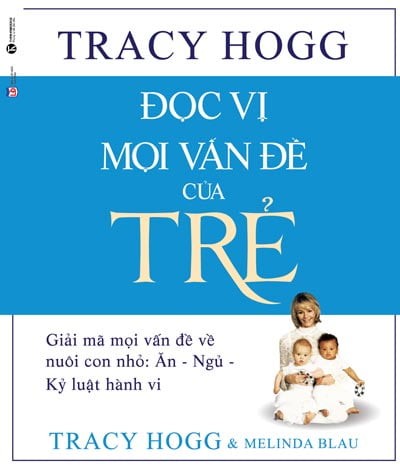 TRACY HOGG
ĐỌC VỊ
MỌI VẤN ĐỀ
CỦA
TRẺ
Giải mã mọi vấn đề về
nuôi con nhỏ: Ăn - Ngủ -
Kỷ luật hành vi
TRACY HOGG & MELINDA BLAU